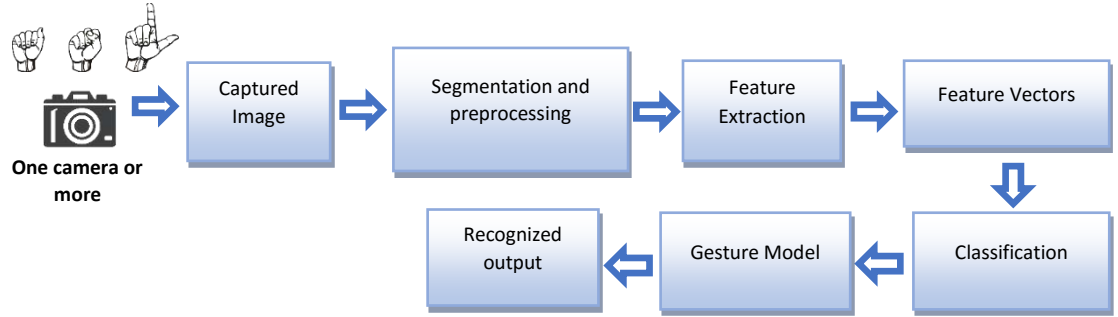 One camera or
more
Captured
Image
Segmentation and
preprocessing
Feature
Extraction
Feature Vectors
Classification
Gesture Model
Recognized
output